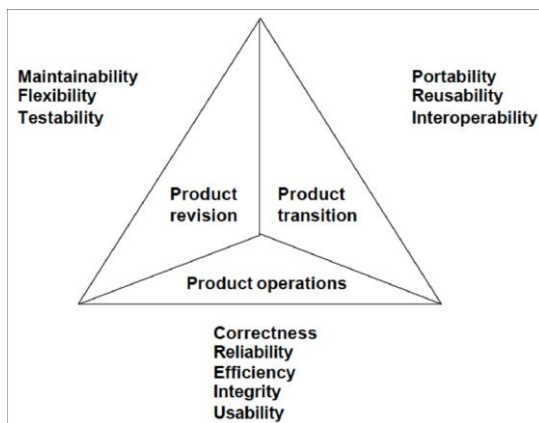 Maintainability
Flexibility
Testability
Portability
Reusability
Interoperability
Product
revision
Product
transition
Product operations
Correctness
Reliability
Efficiency
Integrity
Usability